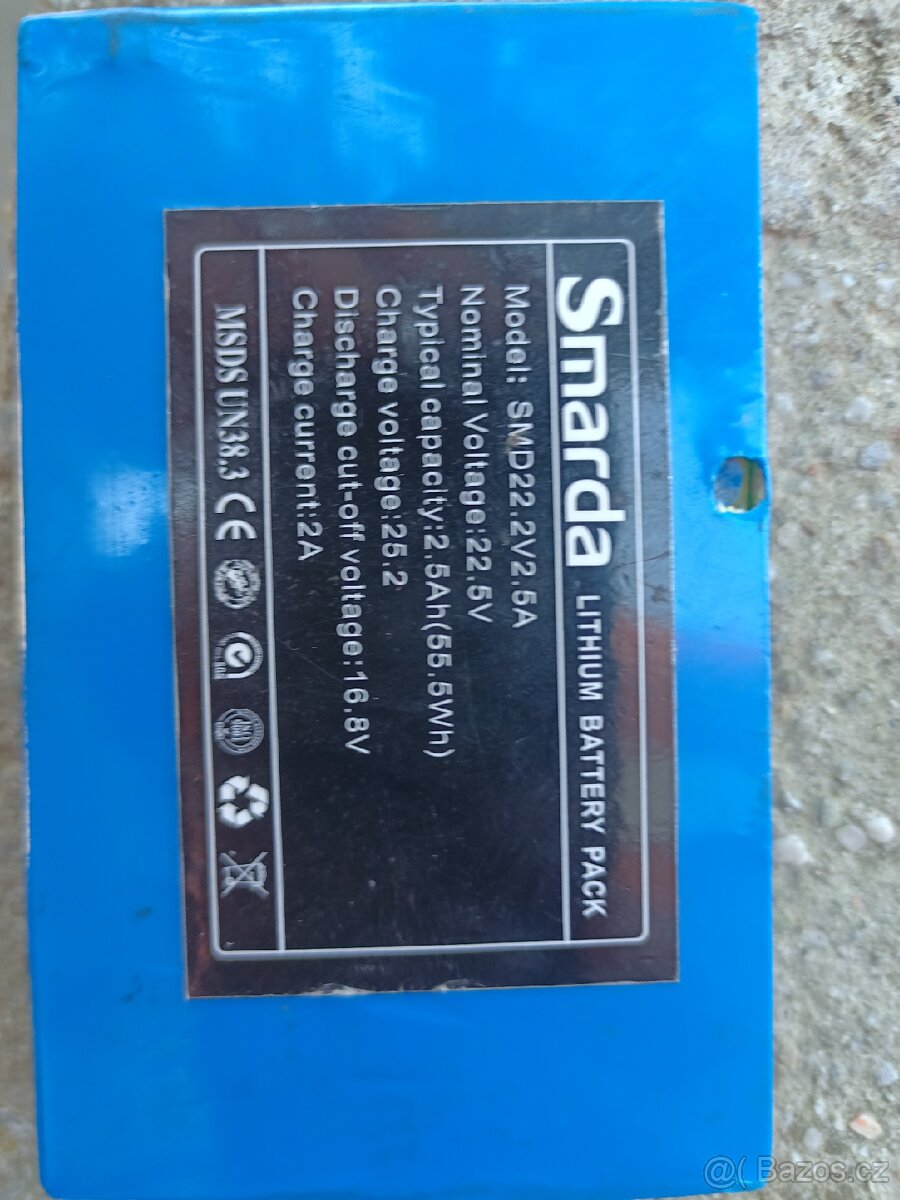 Smarda LITHIUM BATTERY PACK
Model: SMD22.2V2.5A
Nominal Voltage:22.5V
Typical capacity:2.5Ah(55.5Wh)
Charge voltage:25.2
Discharge cut-off voltage:16.8V
Charge current:2A
MSDS UN38.3 CE
@( Bazos.cz